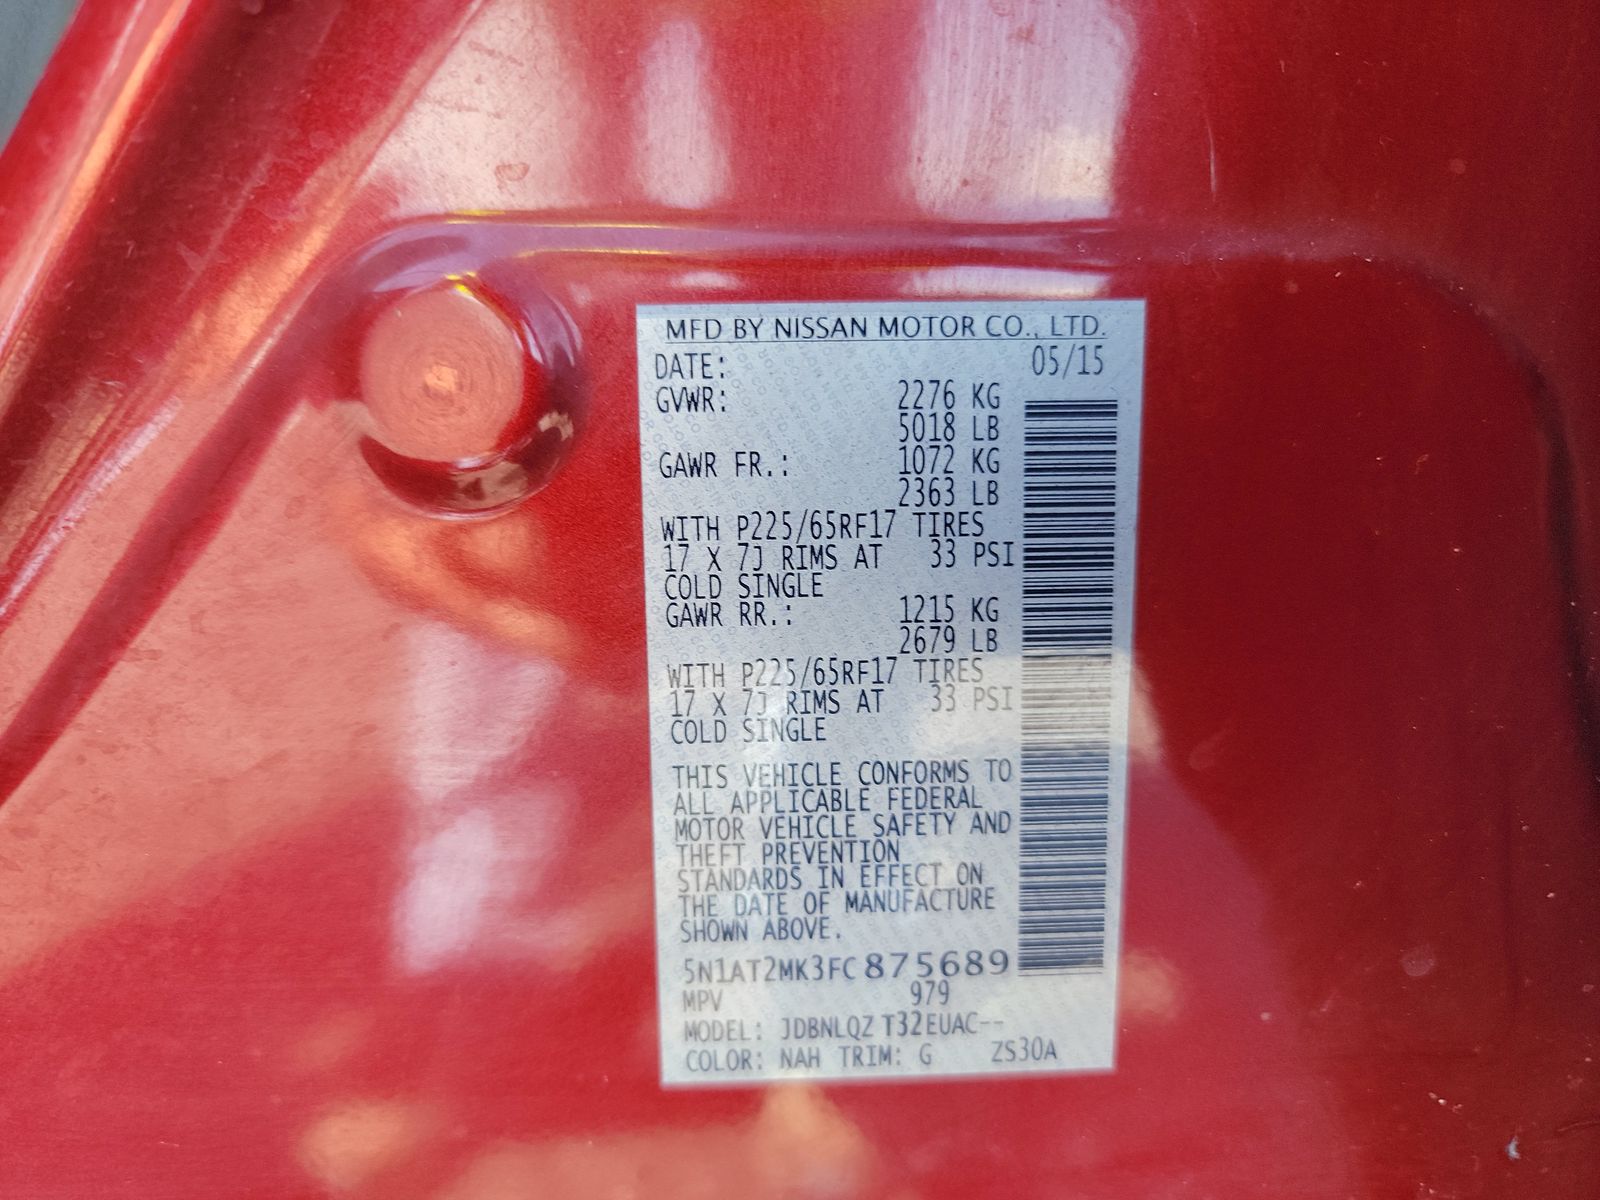 MFD BY NISSAN MOTOR CO., LTD.
DATE: 05/15
GVWR: 2276 KG
5018 LB
GAWR FR.: 1072 KG
2363 LB
WITH P225/65RF17 TIRES
17 X 7J RIMS AT 33 PSI
COLD SINGLE
GAWR RR.: 1215 KG
2679 LB
WITH P225/65RF17 TIRES
17 X 7J RIMS AT 33 PSI
COLD SINGLE
THIS VEHICLE CONFORMS TO
ALL APPLICABLE FEDERAL
MOTOR VEHICLE SAFETY AND
THEFT PREVENTION
STANDARDS IN EFFECT ON
THE DATE OF MANUFACTURE
SHOWN ABOVE.
5N1AT2MK3FC875689
MPV 979
MODEL: JDBNLQZ T32EUAC--
COLOR: NAH TRIM: G ZS30A